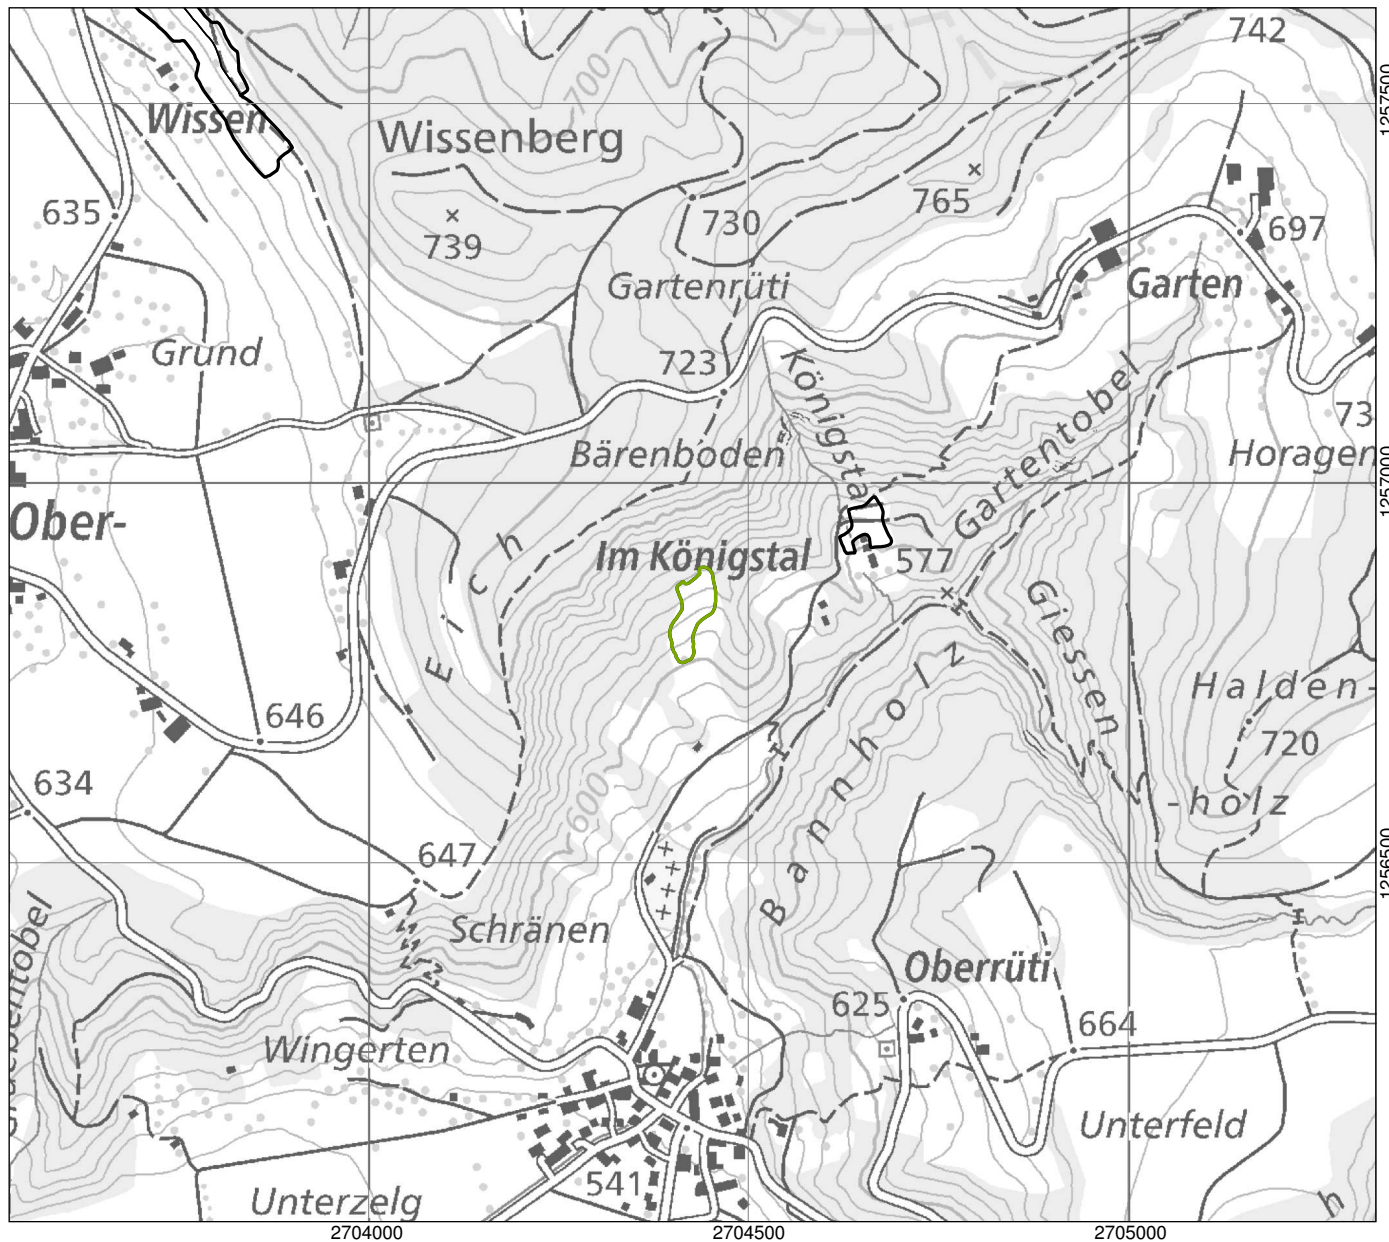 742
700
Wissen
Wissenberg
1257500
765
635
739
730
697
Gartenrüti
Garten
Grund
723
Königstal
73
Gartentobel
Bärenboden
Horagen
1257000
Ober-
Eich
Im Königstal
577
Giessen
Bannholz
Halden-
646
720
634
600
-holz
647
1256500
Schränen
Oberrüti
625
664
Wingerten
Unterfeld
541
Unterzelg
h
2704000
2704500
2705000